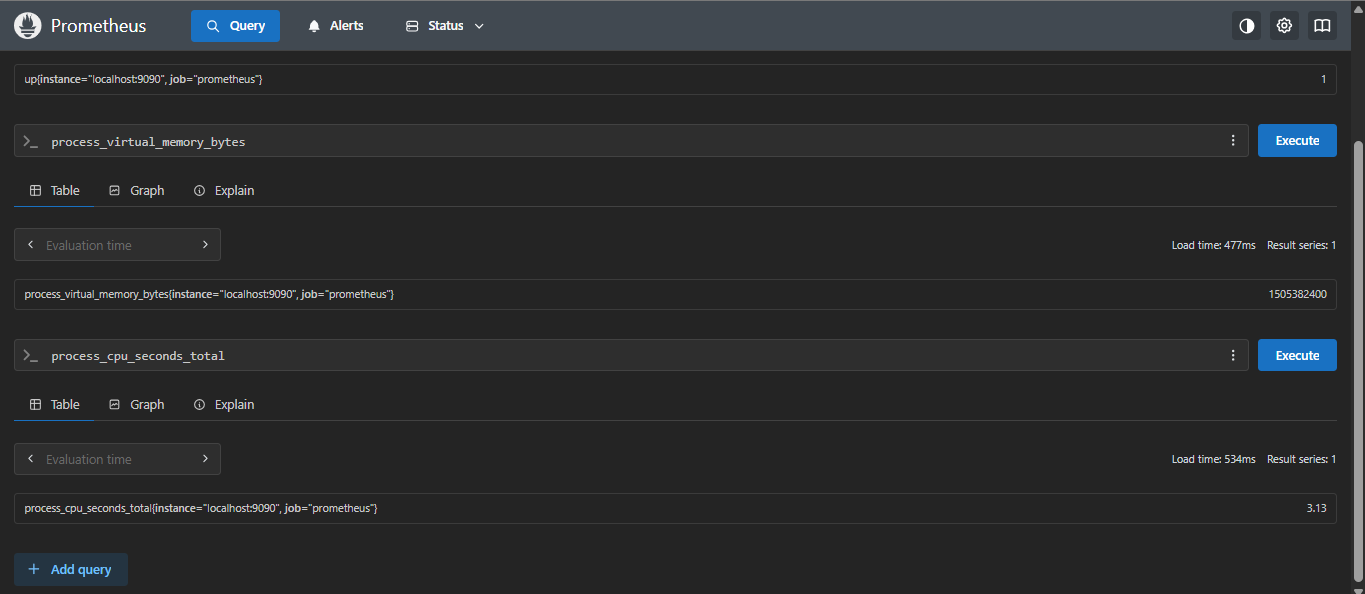 Prometheus Query Alerts Status
up{instance="localhost:9090", job="prometheus"} 1
>_ process_virtual_memory_bytes Execute
Table Graph Explain
Evaluation time Load time: 477ms Result series: 1
process_virtual_memory_bytes{instance="localhost:9090", job="prometheus"} 1505382400
>_ process_cpu_seconds_total Execute
Table Graph Explain
Evaluation time Load time: 534ms Result series: 1
process_cpu_seconds_total{instance="localhost:9090", job="prometheus"} 3.13
+ Add query